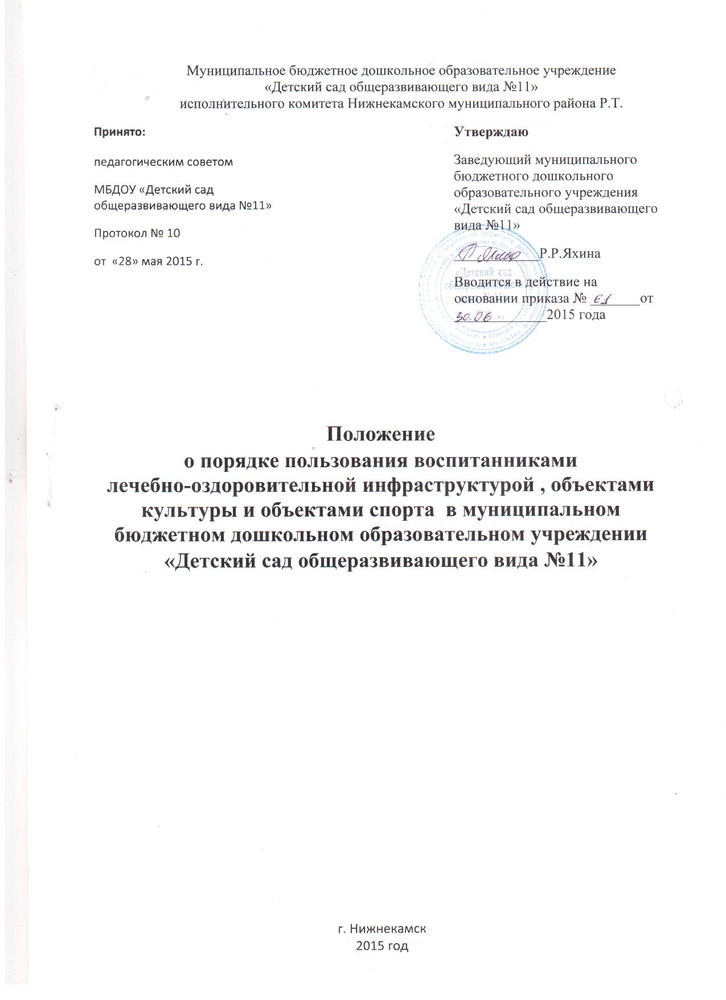 Муниципальное бюджетное дошкольное образовательное учреждение
«Детский сад общеразвивающего вида №11»
исполнительного комитета Нижнекамского муниципального района Р.Т.
Принято:
педагогическим советом
МБДОУ «Детский сад
общеразвивающего вида №11»
Протокол № 10
от «28» мая 2015 г.
Утверждаю
Заведующий муниципального
бюджетного дошкольного
образовательного учреждения
«Детский сад общеразвивающего
вида №11»
____________Р.Р.Яхина
Вводится в действие на
основании приказа № 61 от
30.06 2015 года
«Детский сад
общеразвивающего
Положение
о порядке пользования воспитанниками
лечебно-оздоровительной инфраструктурой , объектами
культуры и объектами спорта в муниципальном
бюджетном дошкольном образовательном учреждении
«Детский сад общеразвивающего вида №11»
г. Нижнекамск
2015 год